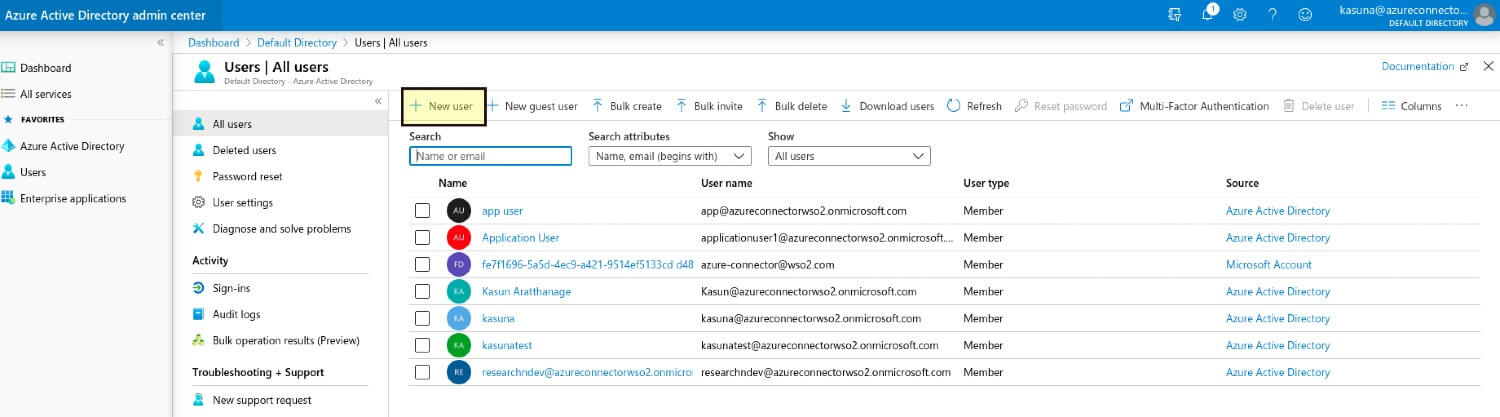 Azure Active Directory admin center
1
kasuna@azureconnecto...
DEFAULT DIRECTORY
Dashboard > Default Directory > Users | All users
Users | All users
Default Directory - Azure Active Directory
Documentation
Dashboard
All services
FAVORITES
Azure Active Directory
Users
Enterprise applications
All users
Deleted users
Password reset
User settings
Diagnose and solve problems
Activity
Sign-ins
Audit logs
Bulk operation results (Preview)
Troubleshooting + Support
New support request
New user New guest user Bulk create Bulk invite Bulk delete Download users Refresh Reset password Multi-Factor Authentication Delete user Columns ...
Search Search attributes Show
Name or email Name, email (begins with) All users
Name User name User type Source
AU app user app@azureconnectorwso2.onmicrosoft.com Member Azure Active Directory
AU Application User applicationuser1@azureconnectorwso2.onmicrosoft.... Member Azure Active Directory
FD fe7f1696-5a5d-4ec9-a421-9514ef5133cd d48 azure-connector@wso2.com Member Microsoft Account
KA Kasun Aratthanage Kasun@azureconnectorwso2.onmicrosoft.com Member Azure Active Directory
KA kasuna kasuna@azureconnectorwso2.onmicrosoft.com Member Azure Active Directory
KA kasunatest kasunatest@azureconnectorwso2.onmicrosoft.com Member Azure Active Directory
RE researchndev@azureconnectorwso2.onmicros researchndev@azureconnectorwso2.onmicrosoft.com Member Azure Active Directory